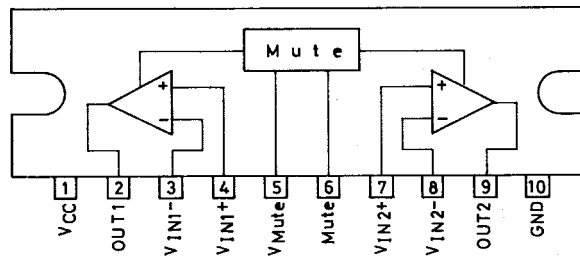 Mute
+
+
−
−
1 2 3 4 5 6 7 8 9 10
VCC
OUT1
VIN1-
VIN1+
VMute
Mute
VIN2+
VIN2-
OUT2
GND